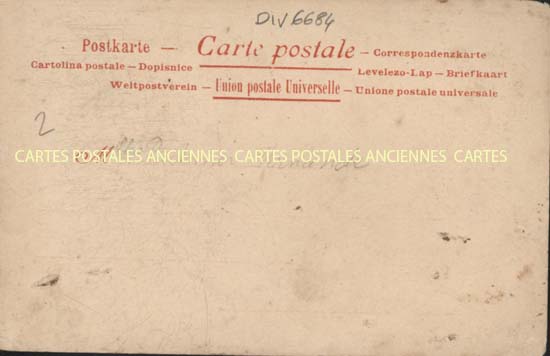 DIV6684
Postkarte — Carte postale — Correspondenzkarte
Cartolina postale — Dopisnice
Levelezo-Lap — Briefkaart
Weltpostverein — Union postale Universelle — Unione postale universale
2
M
CARTES POSTALES ANCIENNES CARTES POSTALES ANCIENNES CARTES